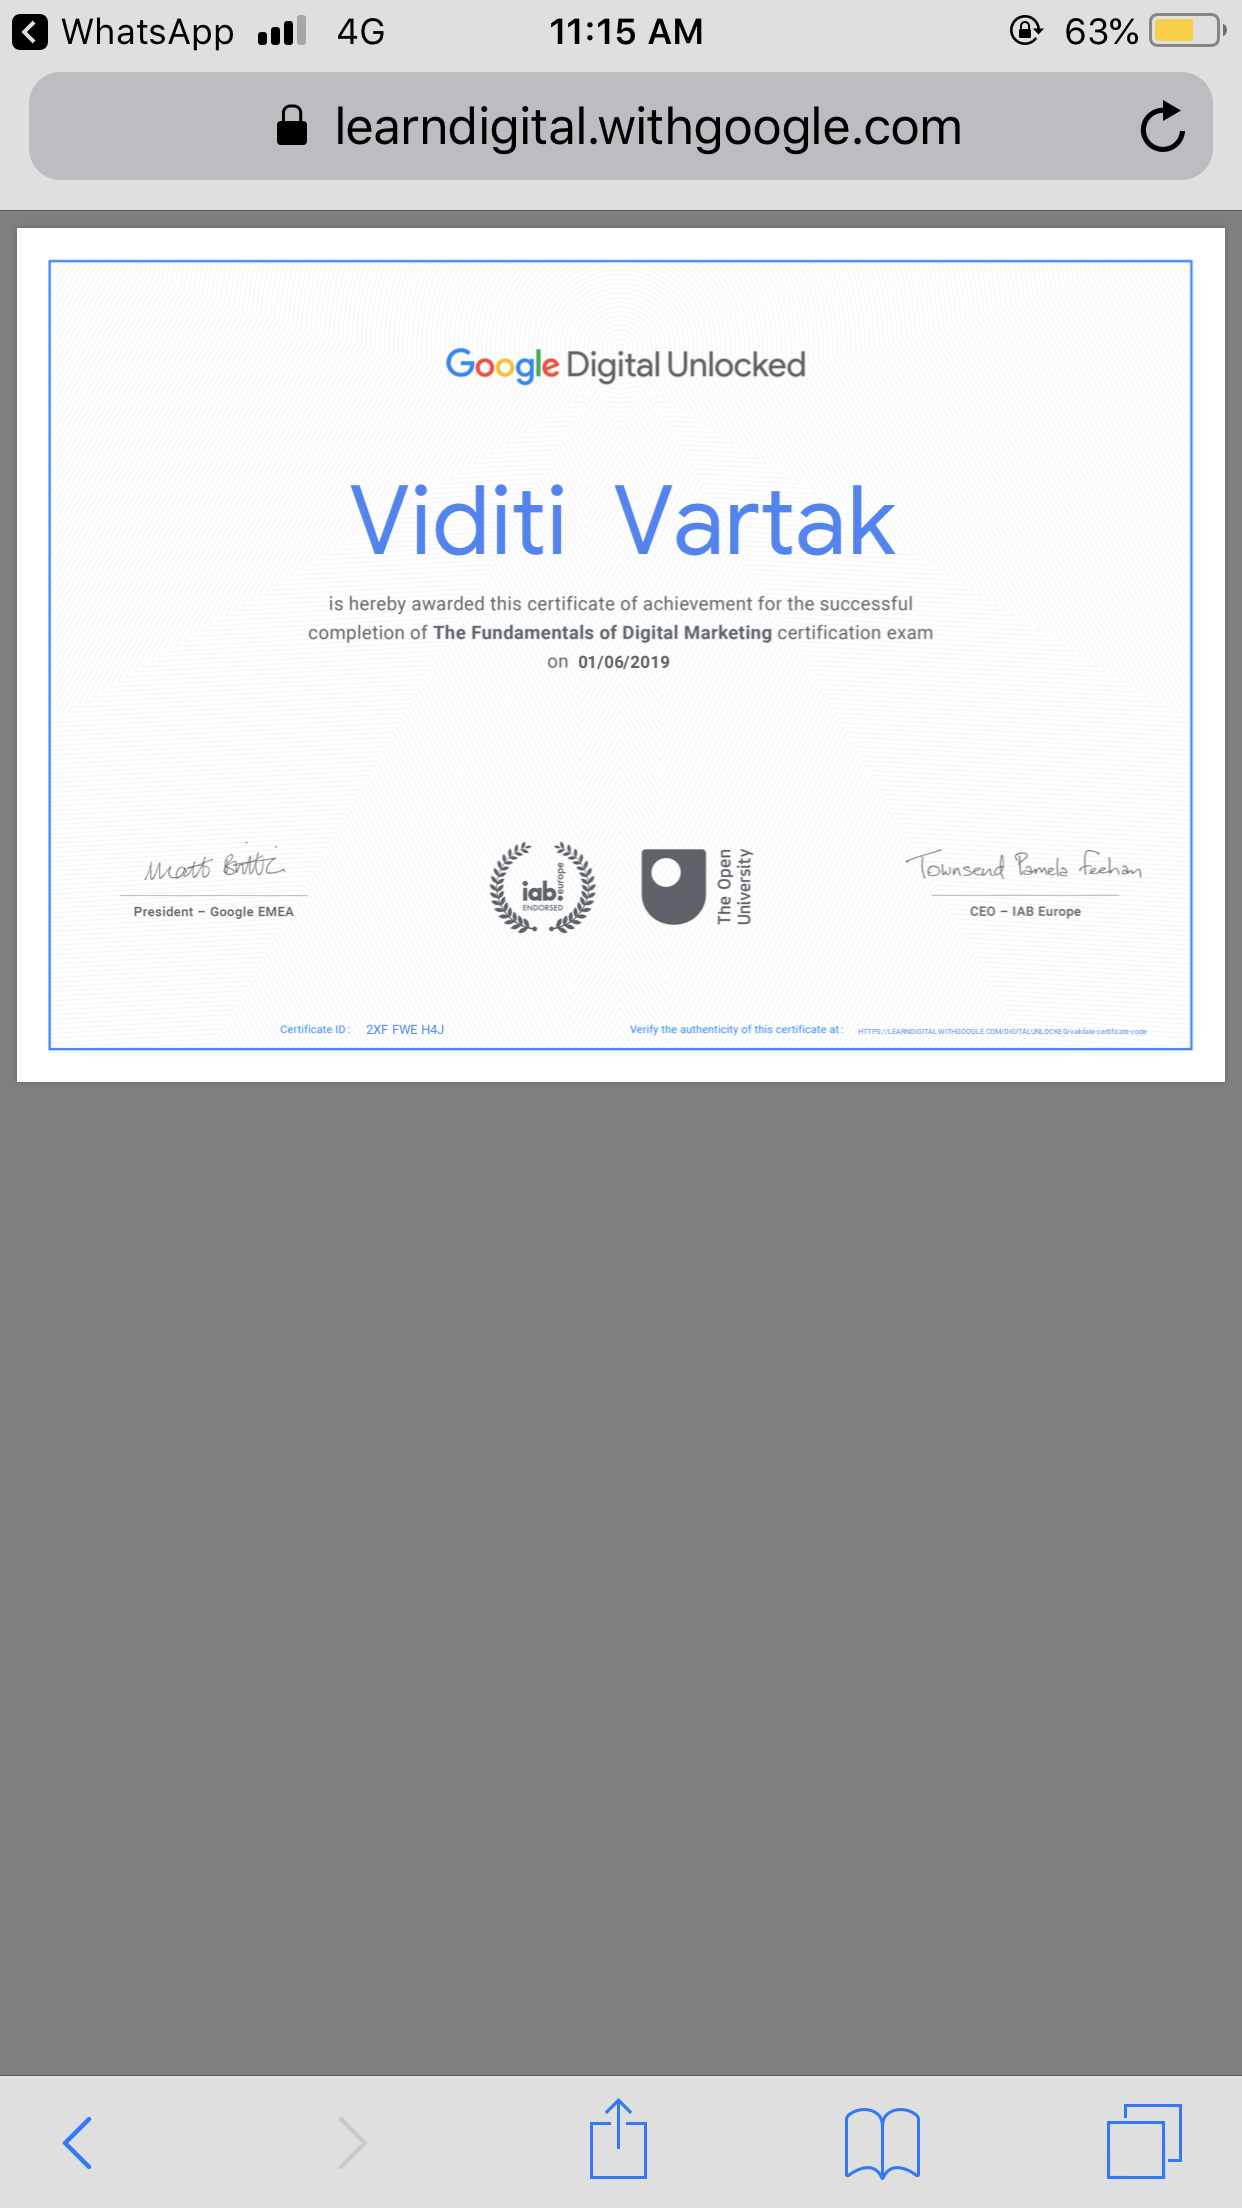 WhatsApp 4G 11:15 AM 63%
learndigital.withgoogle.com
Google Digital Unlocked
Viditi Vartak
is hereby awarded this certificate of achievement for the successful
completion of The Fundamentals of Digital Marketing certification exam
on 01/06/2019
Matt Brittin
President – Google EMEA
iab.europe
ENDORSED
The Open
University
Townsend Pamela Feehan
CEO – IAB Europe
Certificate ID : 2XF FWE H4J
Verify the authenticity of this certificate at : HTTPS://LEARNDIGITAL.WITHGOOGLE.COM/DIGITALUNLOCKED/validate-certificate-code